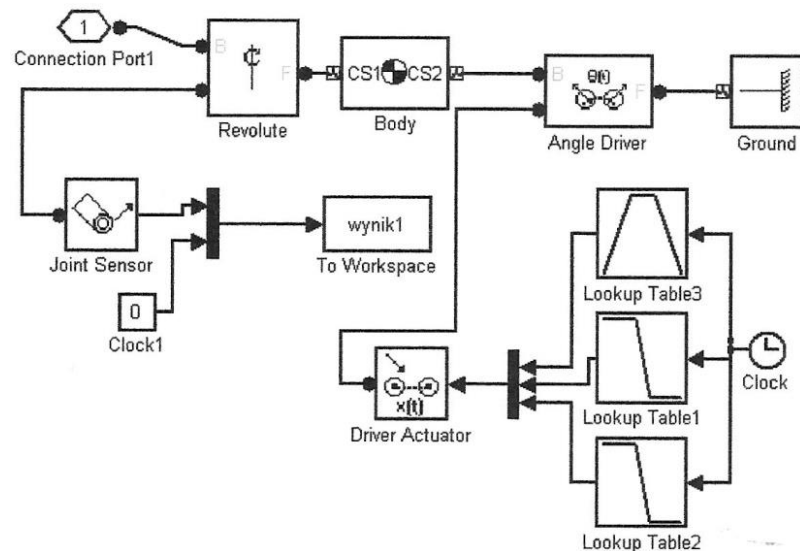 1
Connection Port1
B
F
Revolute
CS1 CS2
Body
B
θ(t)
F
Angle Driver
Ground
Joint Sensor
wynik1
To Workspace
0
Clock1
Lookup Table3
Lookup Table1
Clock
x(t)
Driver Actuator
Lookup Table2